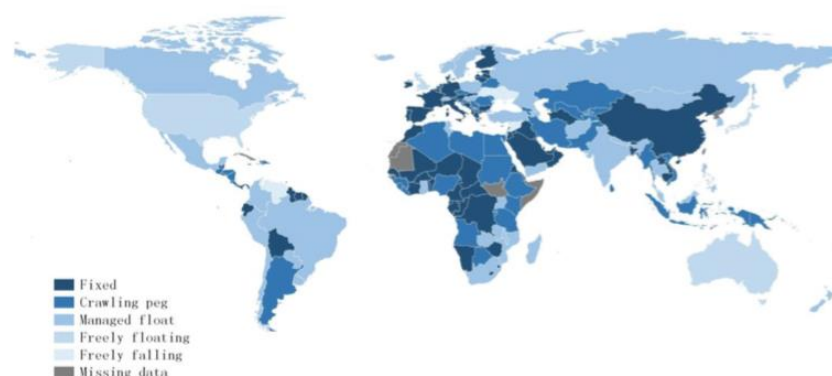 Fixed
Crawling peg
Managed float
Freely floating
Freely falling
Missing data